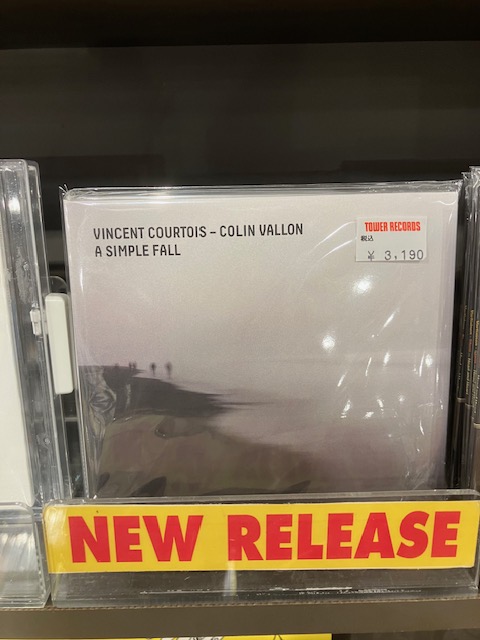 VINCENT COURTOIS – COLIN VALLON
A SIMPLE FALL
TOWER RECORDS
税込
¥ 3,190
NEW RELEASE